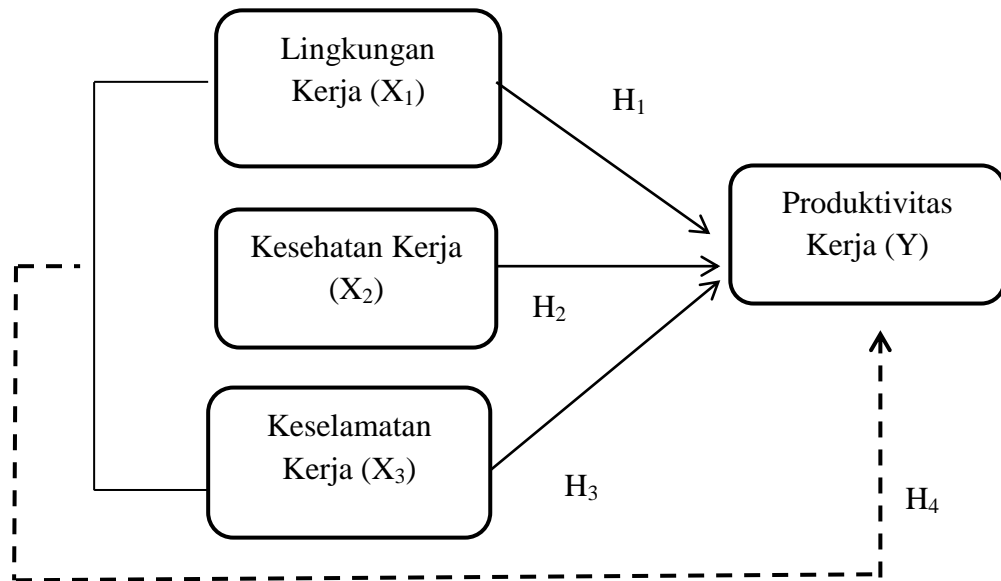 Lingkungan
Kerja (X₁)
H₁
Produktivitas
Kerja (Y)
Kesehatan Kerja
(X₂)
H₂
Keselamatan
Kerja (X₃)
H₃
H₄